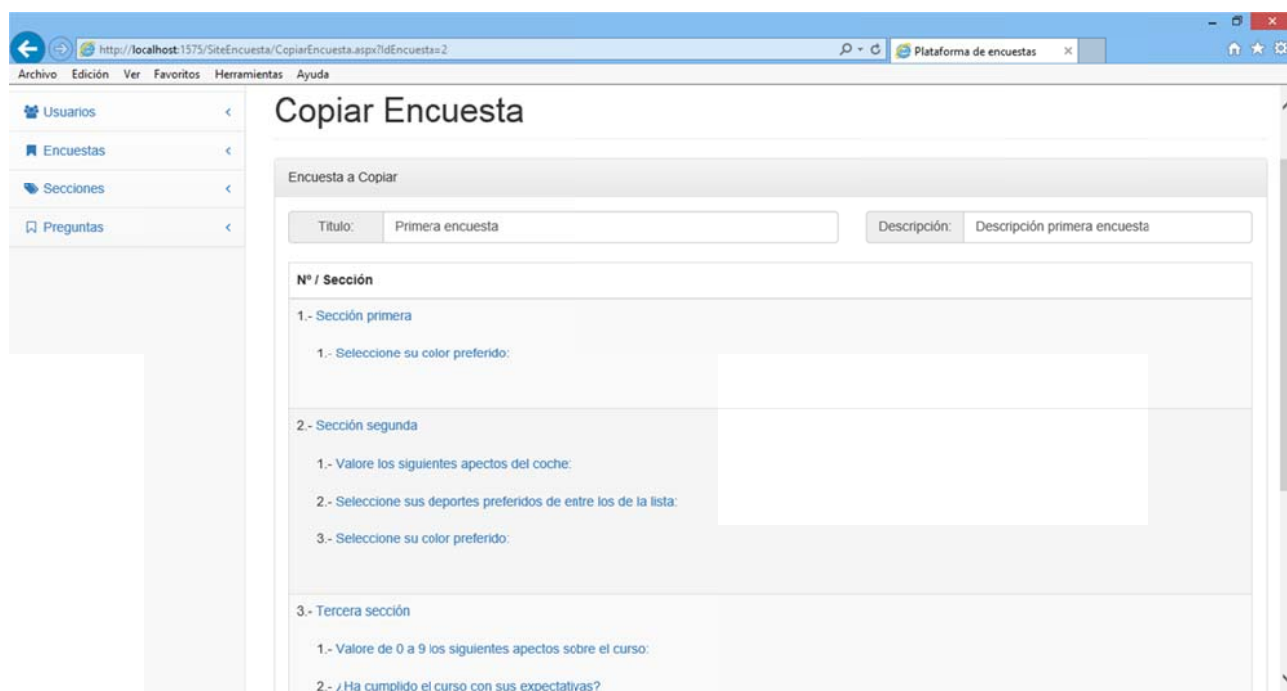 http://localhost:1575/SiteEncuesta/CopiarEncuesta.aspx?IdEncuesta=2
Plataforma de encuestas
Archivo Edición Ver Favoritos Herramientas Ayuda
Usuarios
Encuestas
Secciones
Preguntas
Copiar Encuesta
Encuesta a Copiar
Titulo: Primera encuesta Descripción: Descripción primera encuesta
Nº / Sección
1.- Sección primera
1.- Seleccione su color preferido:
2.- Sección segunda
1.- Valore los siguientes apectos del coche:
2.- Seleccione sus deportes preferidos de entre los de la lista:
3.- Seleccione su color preferido:
3.- Tercera sección
1.- Valore de 0 a 9 los siguientes apectos sobre el curso:
2.- ¿Ha cumplido el curso con sus expectativas?